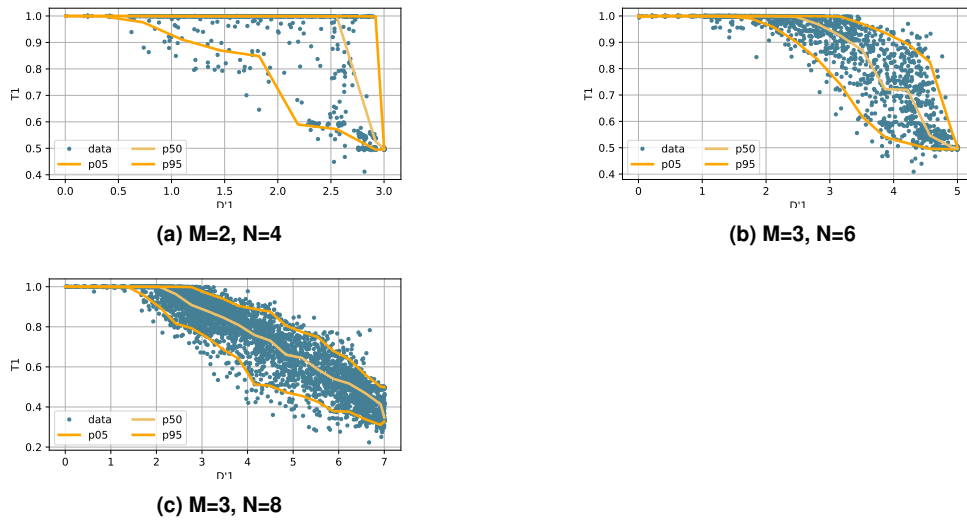 1.0
0.9
0.8
0.7
0.6
0.5
0.4
T1
data
p05
p50
p95
0.0 0.5 1.0 1.5 2.0 2.5 3.0
D'1
(a) M=2, N=4
1.0
0.9
0.8
0.7
0.6
0.5
0.4
T1
data
p05
p50
p95
0 1 2 3 4 5
D'1
(b) M=3, N=6
1.0
0.8
0.6
0.4
0.2
T1
data
p05
p50
p95
0 1 2 3 4 5 6 7
D'1
(c) M=3, N=8